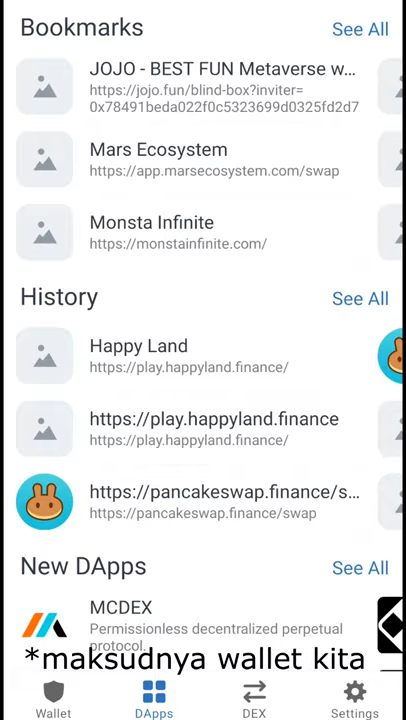 Bookmarks
See All
JOJO - BEST FUN Metaverse w...
https://jojo.fun/blind-box?inviter=
0x78491beda022f0c5323699d0325fd2d7
Mars Ecosystem
https://app.marsecosystem.com/swap
Monsta Infinite
https://monstainfinite.com/
History
See All
Happy Land
https://play.happyland.finance/
https://play.happyland.finance
https://play.happyland.finance/
https://pancakeswap.finance/s...
https://pancakeswap.finance/swap
New DApps
See All
MCDEX
Permissionless decentralized perpetual
protocol.
*maksudnya wallet kita
Wallet
DApps
DEX
Settings